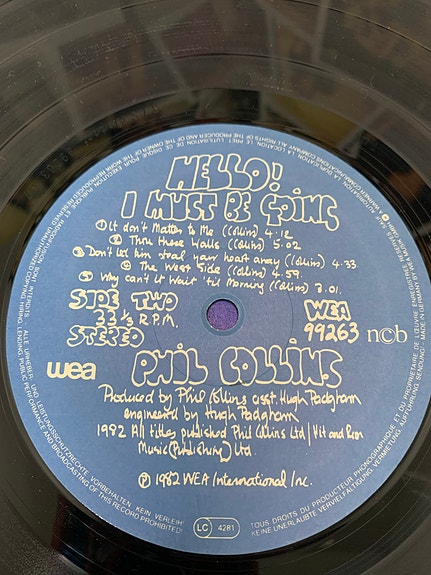 HELLO!
I MUST BE GOING
① It don't Matter to Me (Collins) 4.12
② Thru these Walls (Collins) 5.02
③ Don't let him steal your heart away (Collins) 4.33
④ The West Side (Collins) 4.59
⑤ Why can't it Wait 'til Morning (Collins) 3.01
SIDE TWO
33 1/3 R.P.M.
STEREO
WEA
99263
n©b
wea
PHIL COLLINS
Produced by Phil Collins asst. Hugh Padgham
engineered by Hugh Padgham
1982 All titles published Phil Collins Ltd / Hit and Run
Music (Publishing) Ltd.
Ⓟ 1982 WEA International Inc.
LC 4281
ALLE URHEBER- UND LEISTUNGSSCHUTZRECHTE VORBEHALTEN KEIN VERLEIH!
KEINE UNERLAUBTE VERVIELFÄLTIGUNG, VERMIETUNG, AUFFÜHRUNG, SENDUNG!
MADE IN GERMANY BY
TOUS DROITS DU PRODUCTEUR PHONOGRAPHIQUE ET DU PROPRIETAIRE DE L'ŒUVRE ENREGISTREE RESERVES